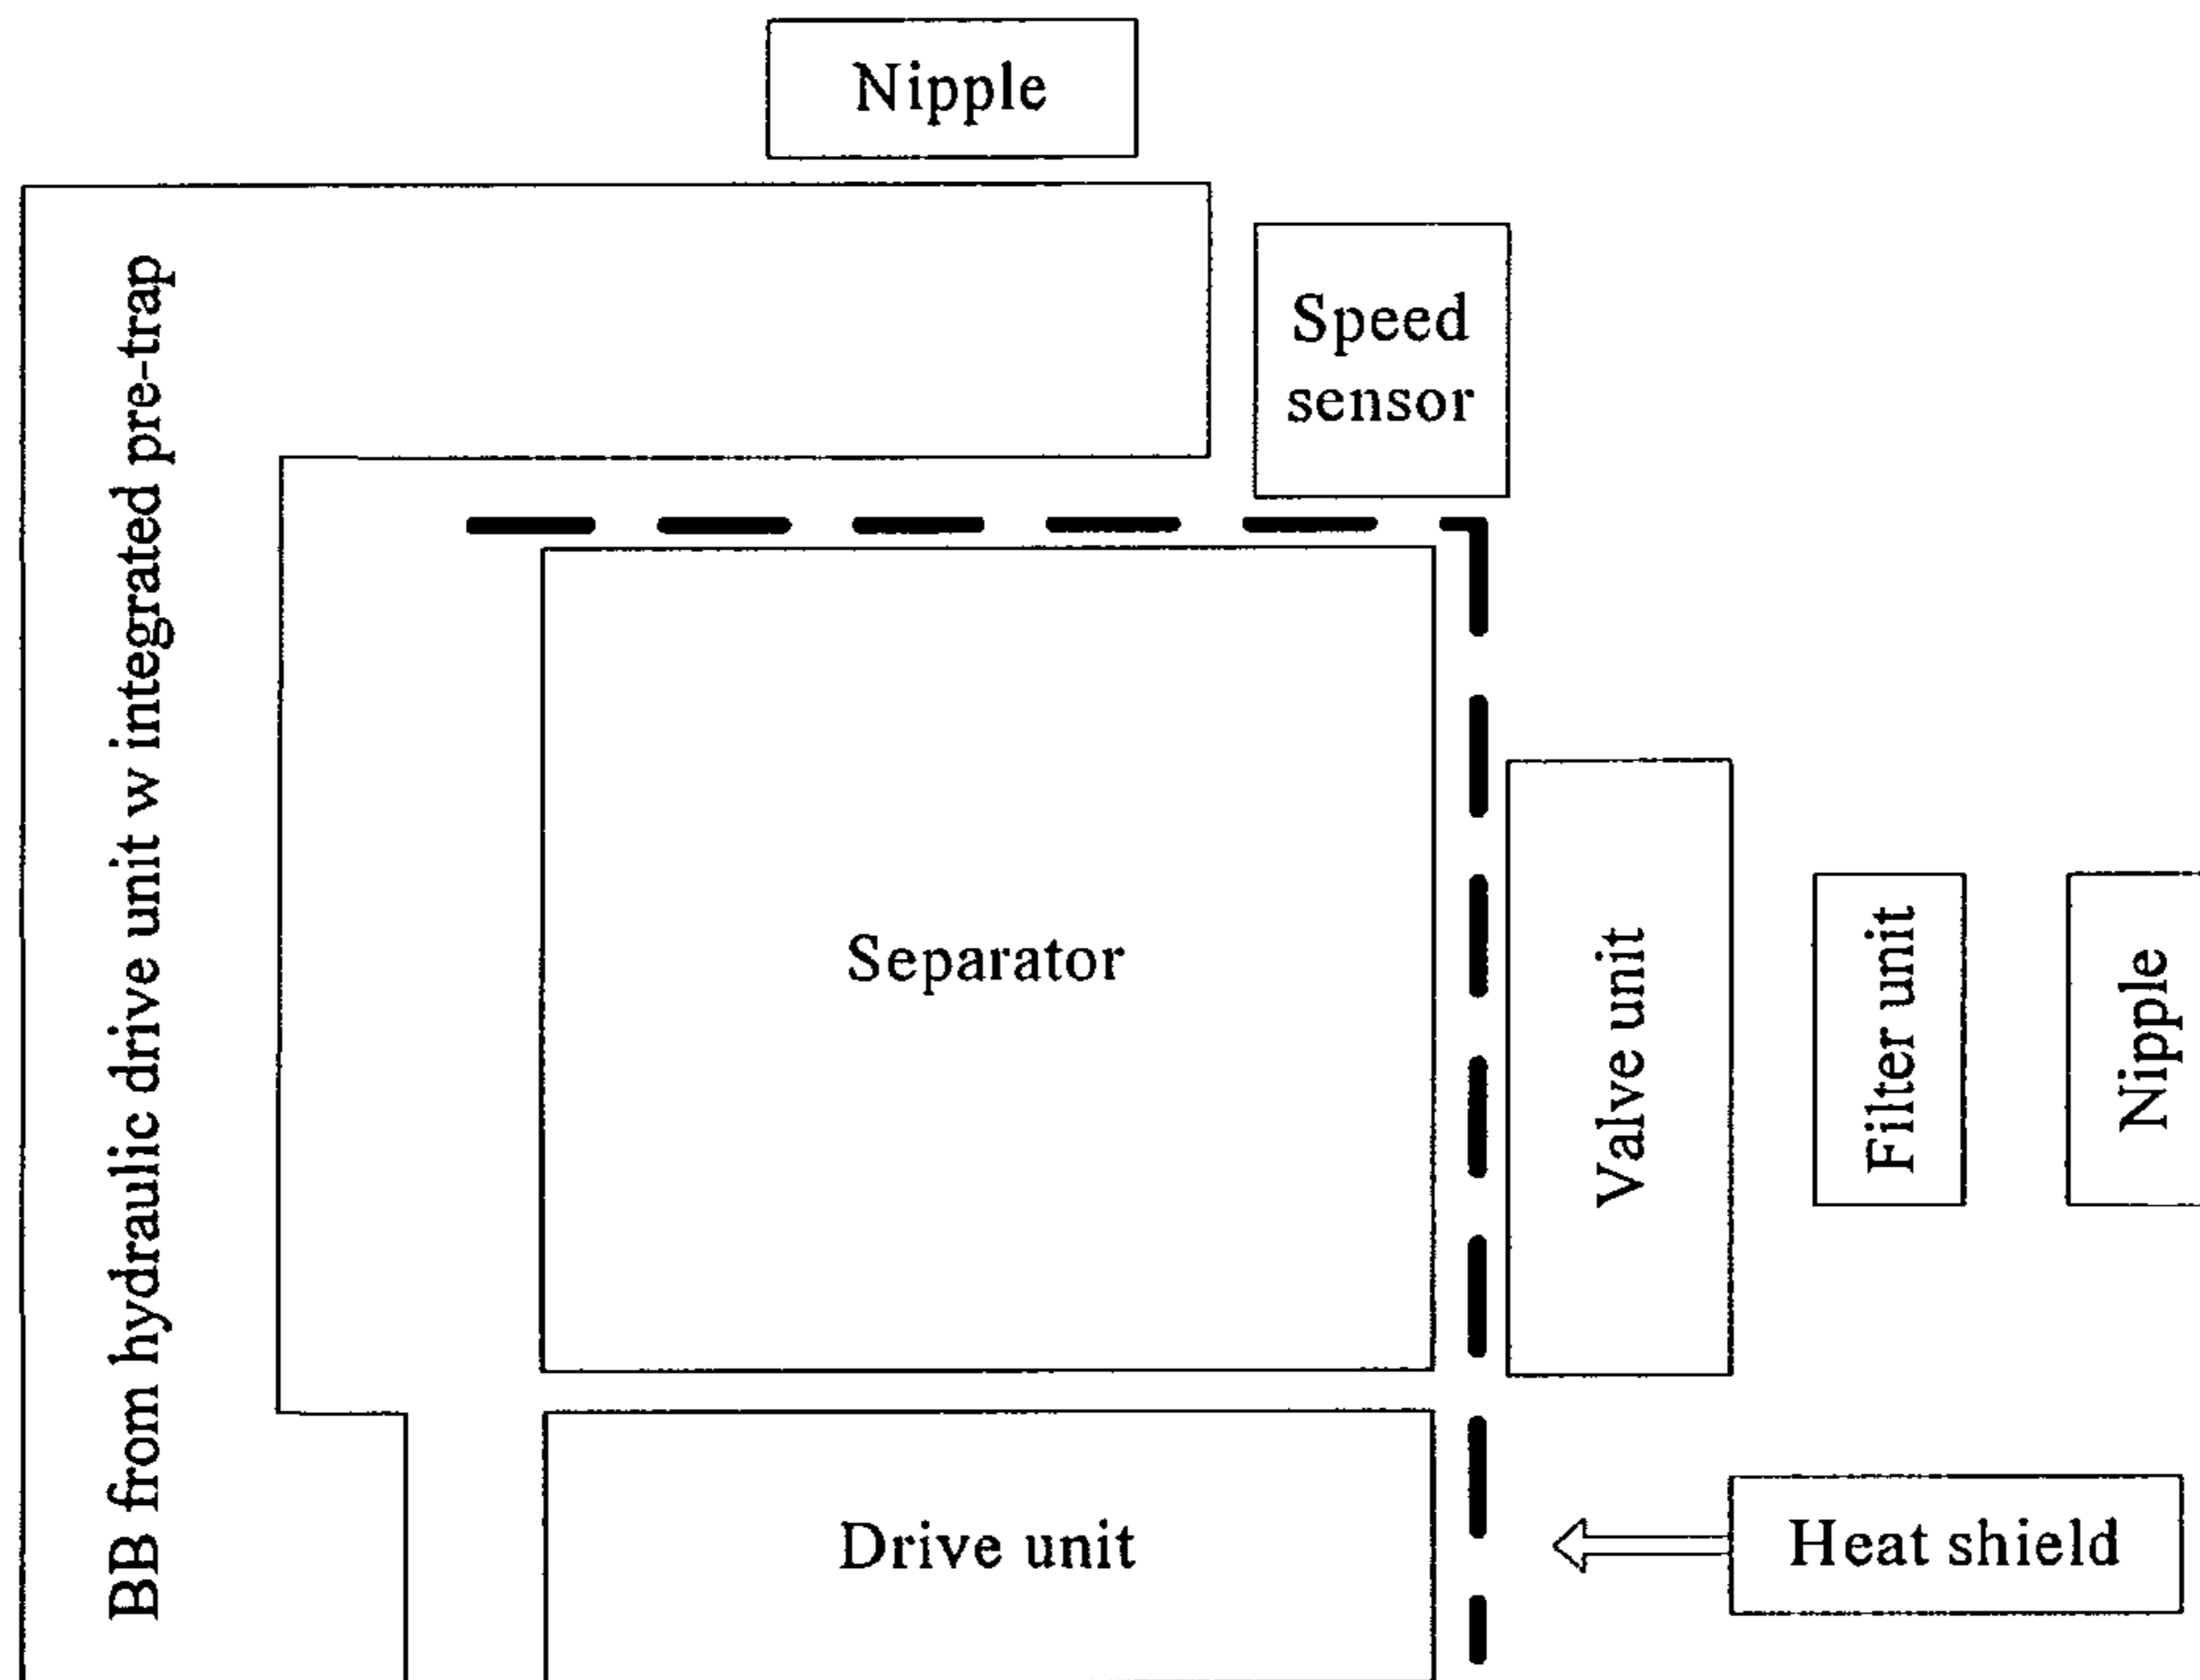 Nipple
Speed
sensor
BB from hydraulic drive unit w integrated pre-trap
Separator
Valve unit
Filter unit
Nipple
Drive unit
Heat shield